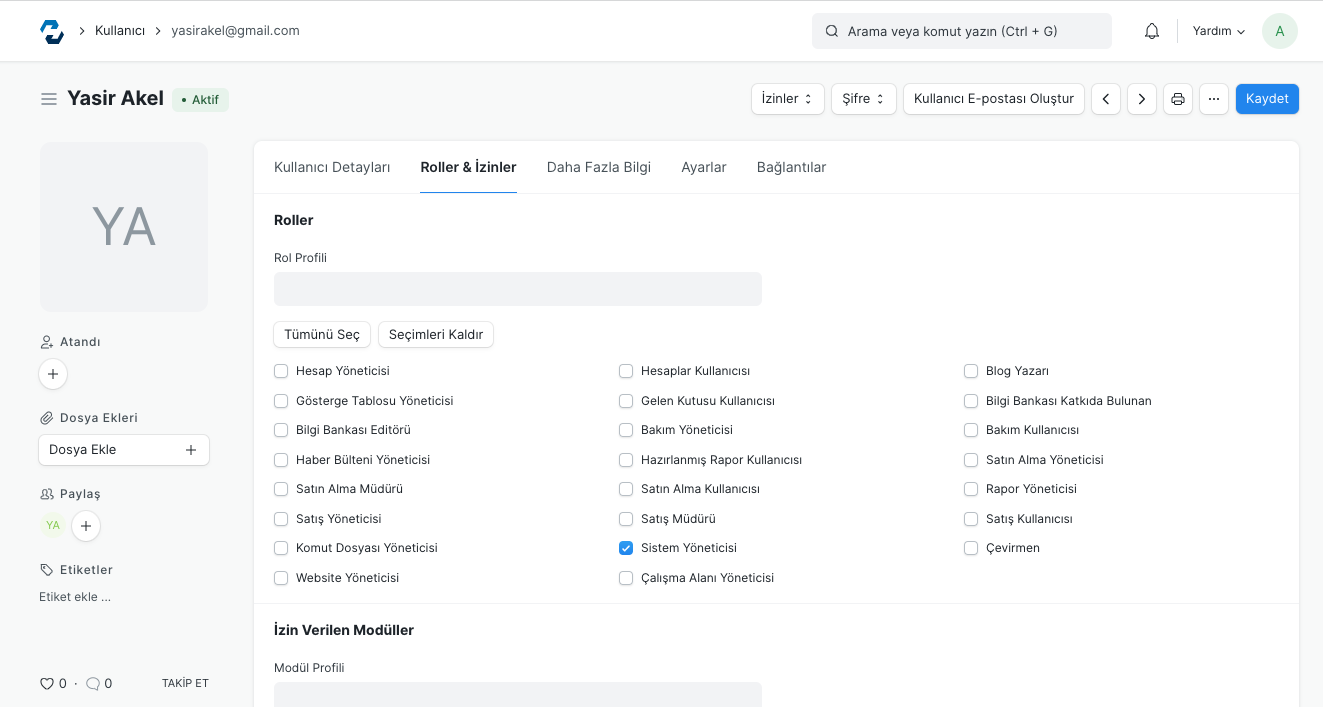 Kullanıcı
yasirakel@gmail.com
Arama veya komut yazın (Ctrl + G)
Yardım
A
Yasir Akel
Aktif
İzinler
Şifre
Kullanıcı E-postası Oluştur
Kaydet
YA
Atandı
Dosya Ekleri
Dosya Ekle
Paylaş
YA
Etiketler
Etiket ekle ...
0 · 0
TAKİP ET
Kullanıcı Detayları
Roller & İzinler
Daha Fazla Bilgi
Ayarlar
Bağlantılar
Roller
Rol Profili
Tümünü Seç
Seçimleri Kaldır
Hesap Yöneticisi
Hesaplar Kullanıcısı
Blog Yazarı
Gösterge Tablosu Yöneticisi
Gelen Kutusu Kullanıcısı
Bilgi Bankası Katkıda Bulunan
Bilgi Bankası Editörü
Bakım Yöneticisi
Bakım Kullanıcısı
Haber Bülteni Yöneticisi
Hazırlanmış Rapor Kullanıcısı
Satın Alma Yöneticisi
Satın Alma Müdürü
Satın Alma Kullanıcısı
Rapor Yöneticisi
Satış Yöneticisi
Satış Müdürü
Satış Kullanıcısı
Komut Dosyası Yöneticisi
Sistem Yöneticisi
Çevirmen
Website Yöneticisi
Çalışma Alanı Yöneticisi
İzin Verilen Modüller
Modül Profili